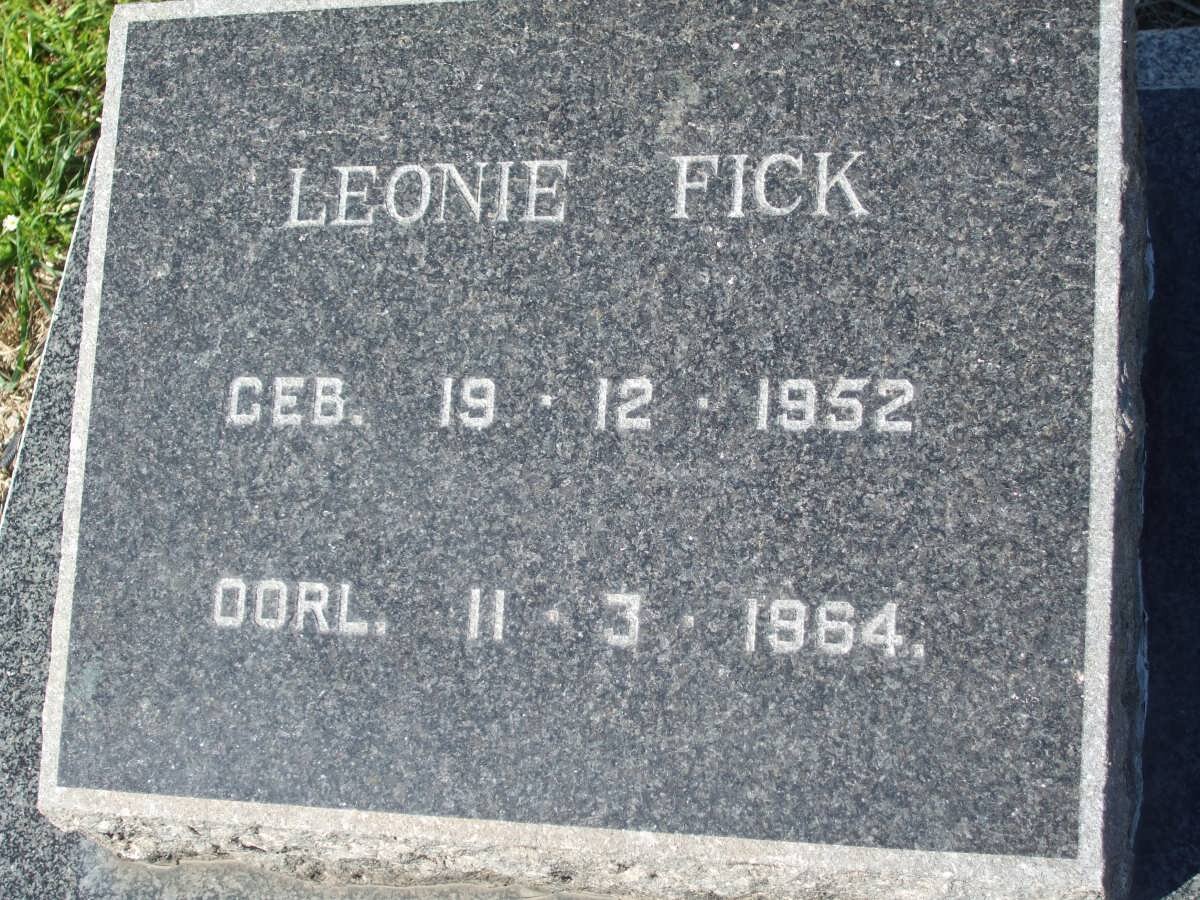 LEONIE FICK
GEB. 19 · 12 · 1952
OORL. 11 · 3 · 1964.